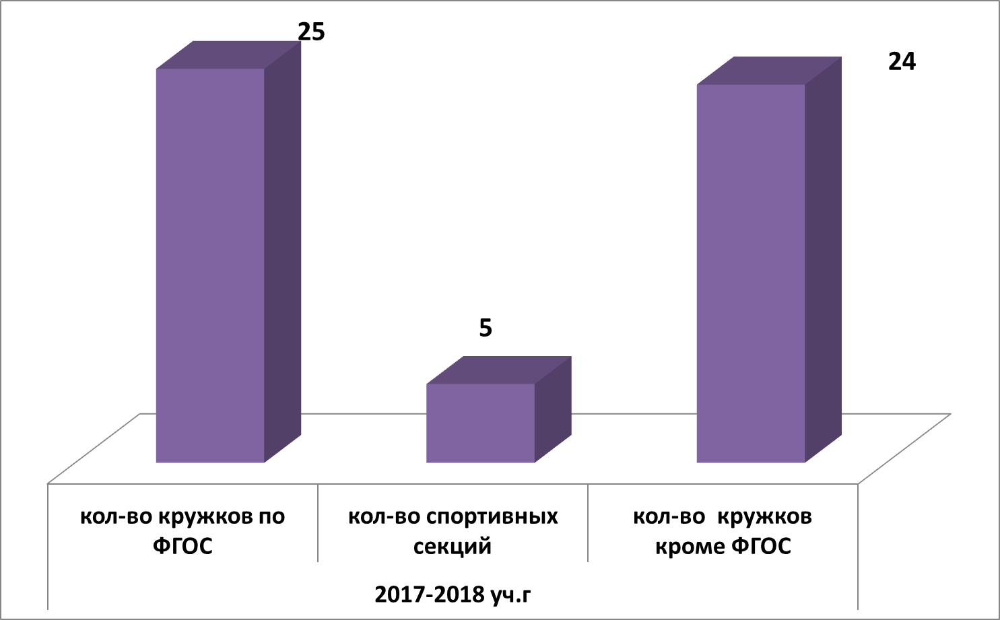 25
24
5
кол-во кружков по
ФГОС
кол-во спортивных
секций
кол-во  кружков
кроме ФГОС
2017-2018 уч.г